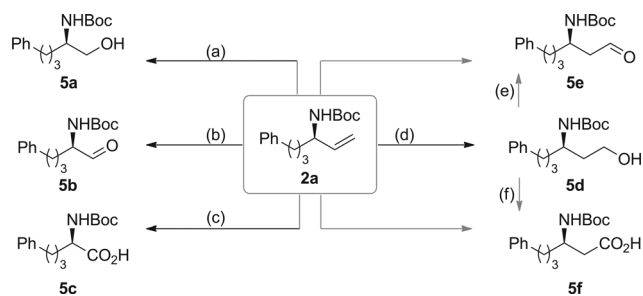 NHBoc
Ph
( )3
OH
5a
(a)
NHBoc
Ph
( )3
O
5b
(b)
NHBoc
Ph
( )3
CO2H
5c
(c)
NHBoc
Ph
( )3
2a
(d)
NHBoc
Ph
( )3
O
5e
(e)
NHBoc
Ph
( )3
OH
5d
(f)
NHBoc
Ph
( )3
CO2H
5f